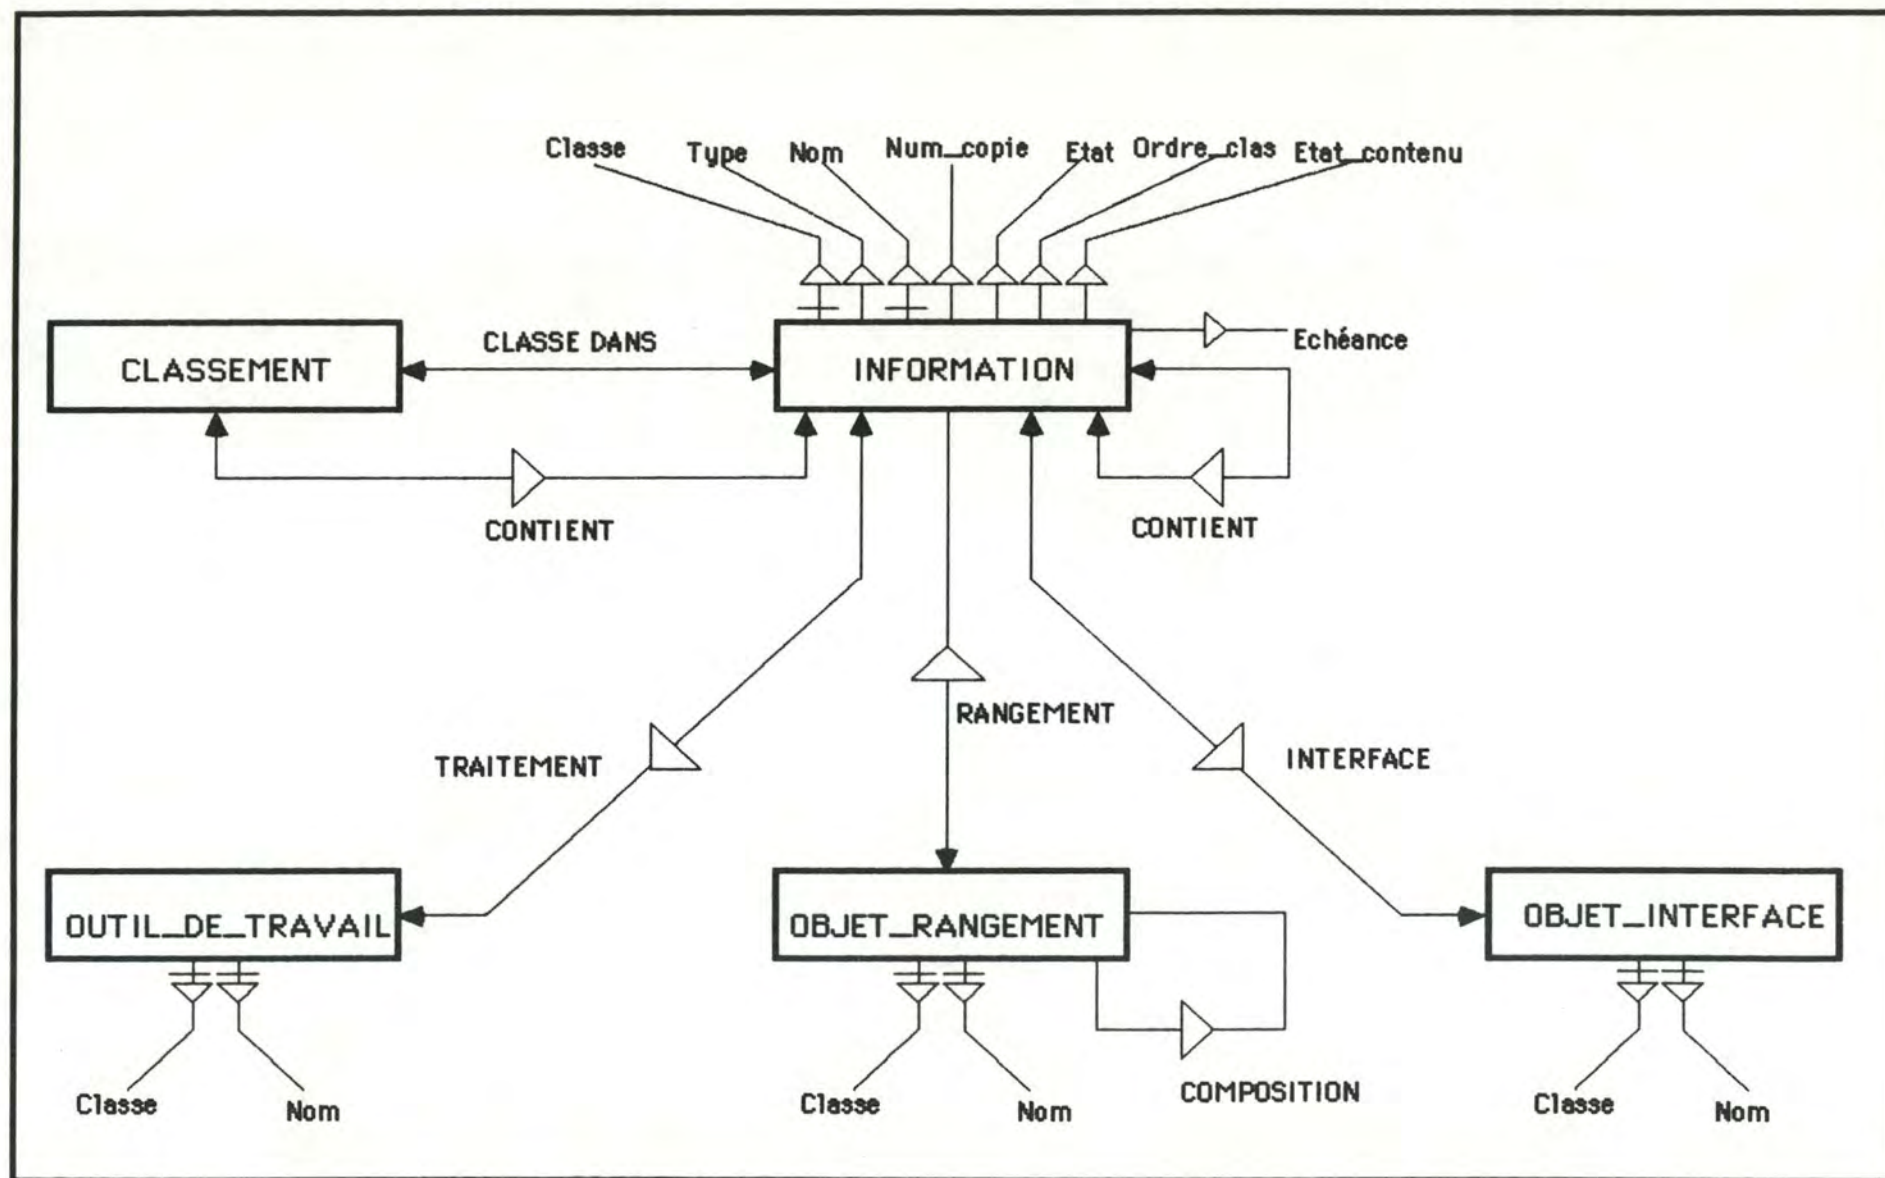 Classe
Type
Nom
Num_copie
Etat
Ordre_clas
Etat_contenu
CLASSEMENT
CLASSE DANS
INFORMATION
Echéance
CONTIENT
CONTIENT
TRAITEMENT
RANGEMENT
INTERFACE
OUTIL_DE_TRAVAIL
OBJET_RANGEMENT
OBJET_INTERFACE
Classe
Nom
Classe
Nom
COMPOSITION
Classe
Nom